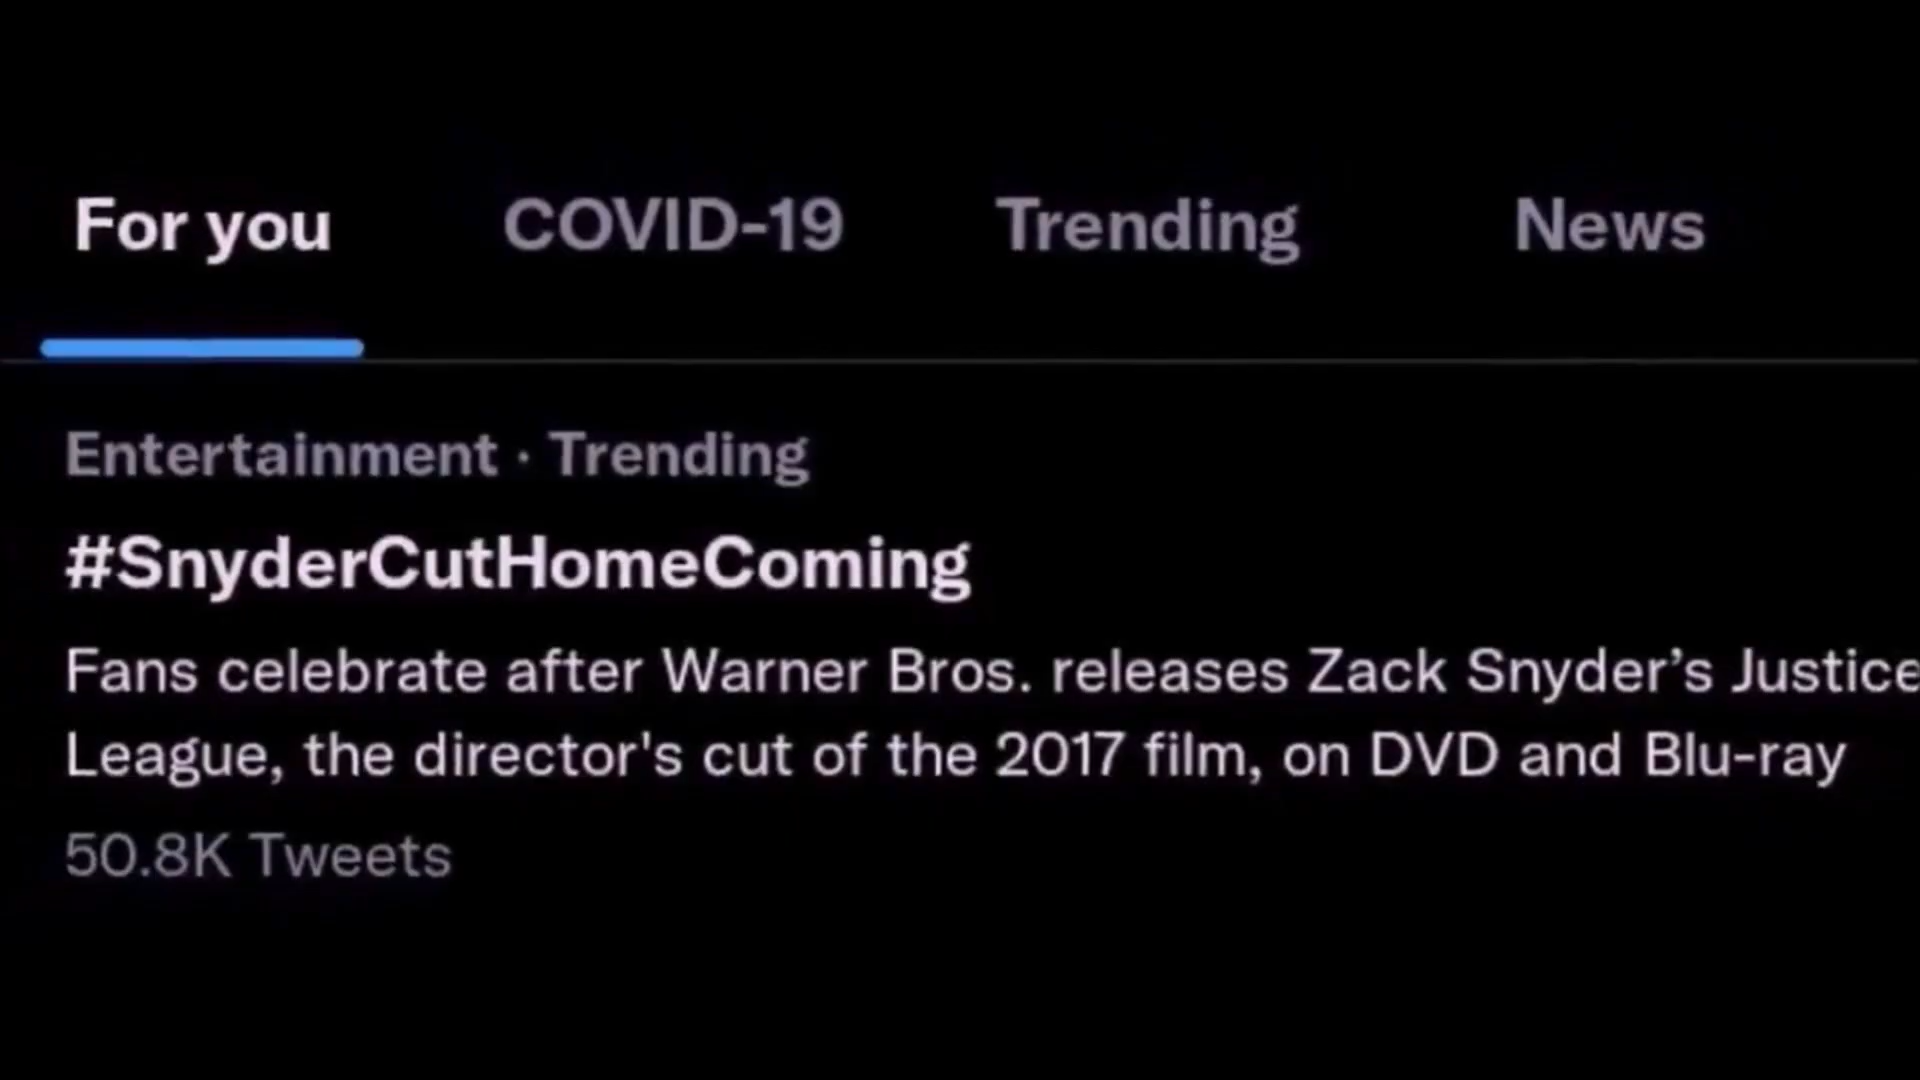 For you COVID-19 Trending News
Entertainment · Trending
#SnyderCutHomeComing
Fans celebrate after Warner Bros. releases Zack Snyder’s Justice
League, the director's cut of the 2017 film, on DVD and Blu-ray
50.8K Tweets